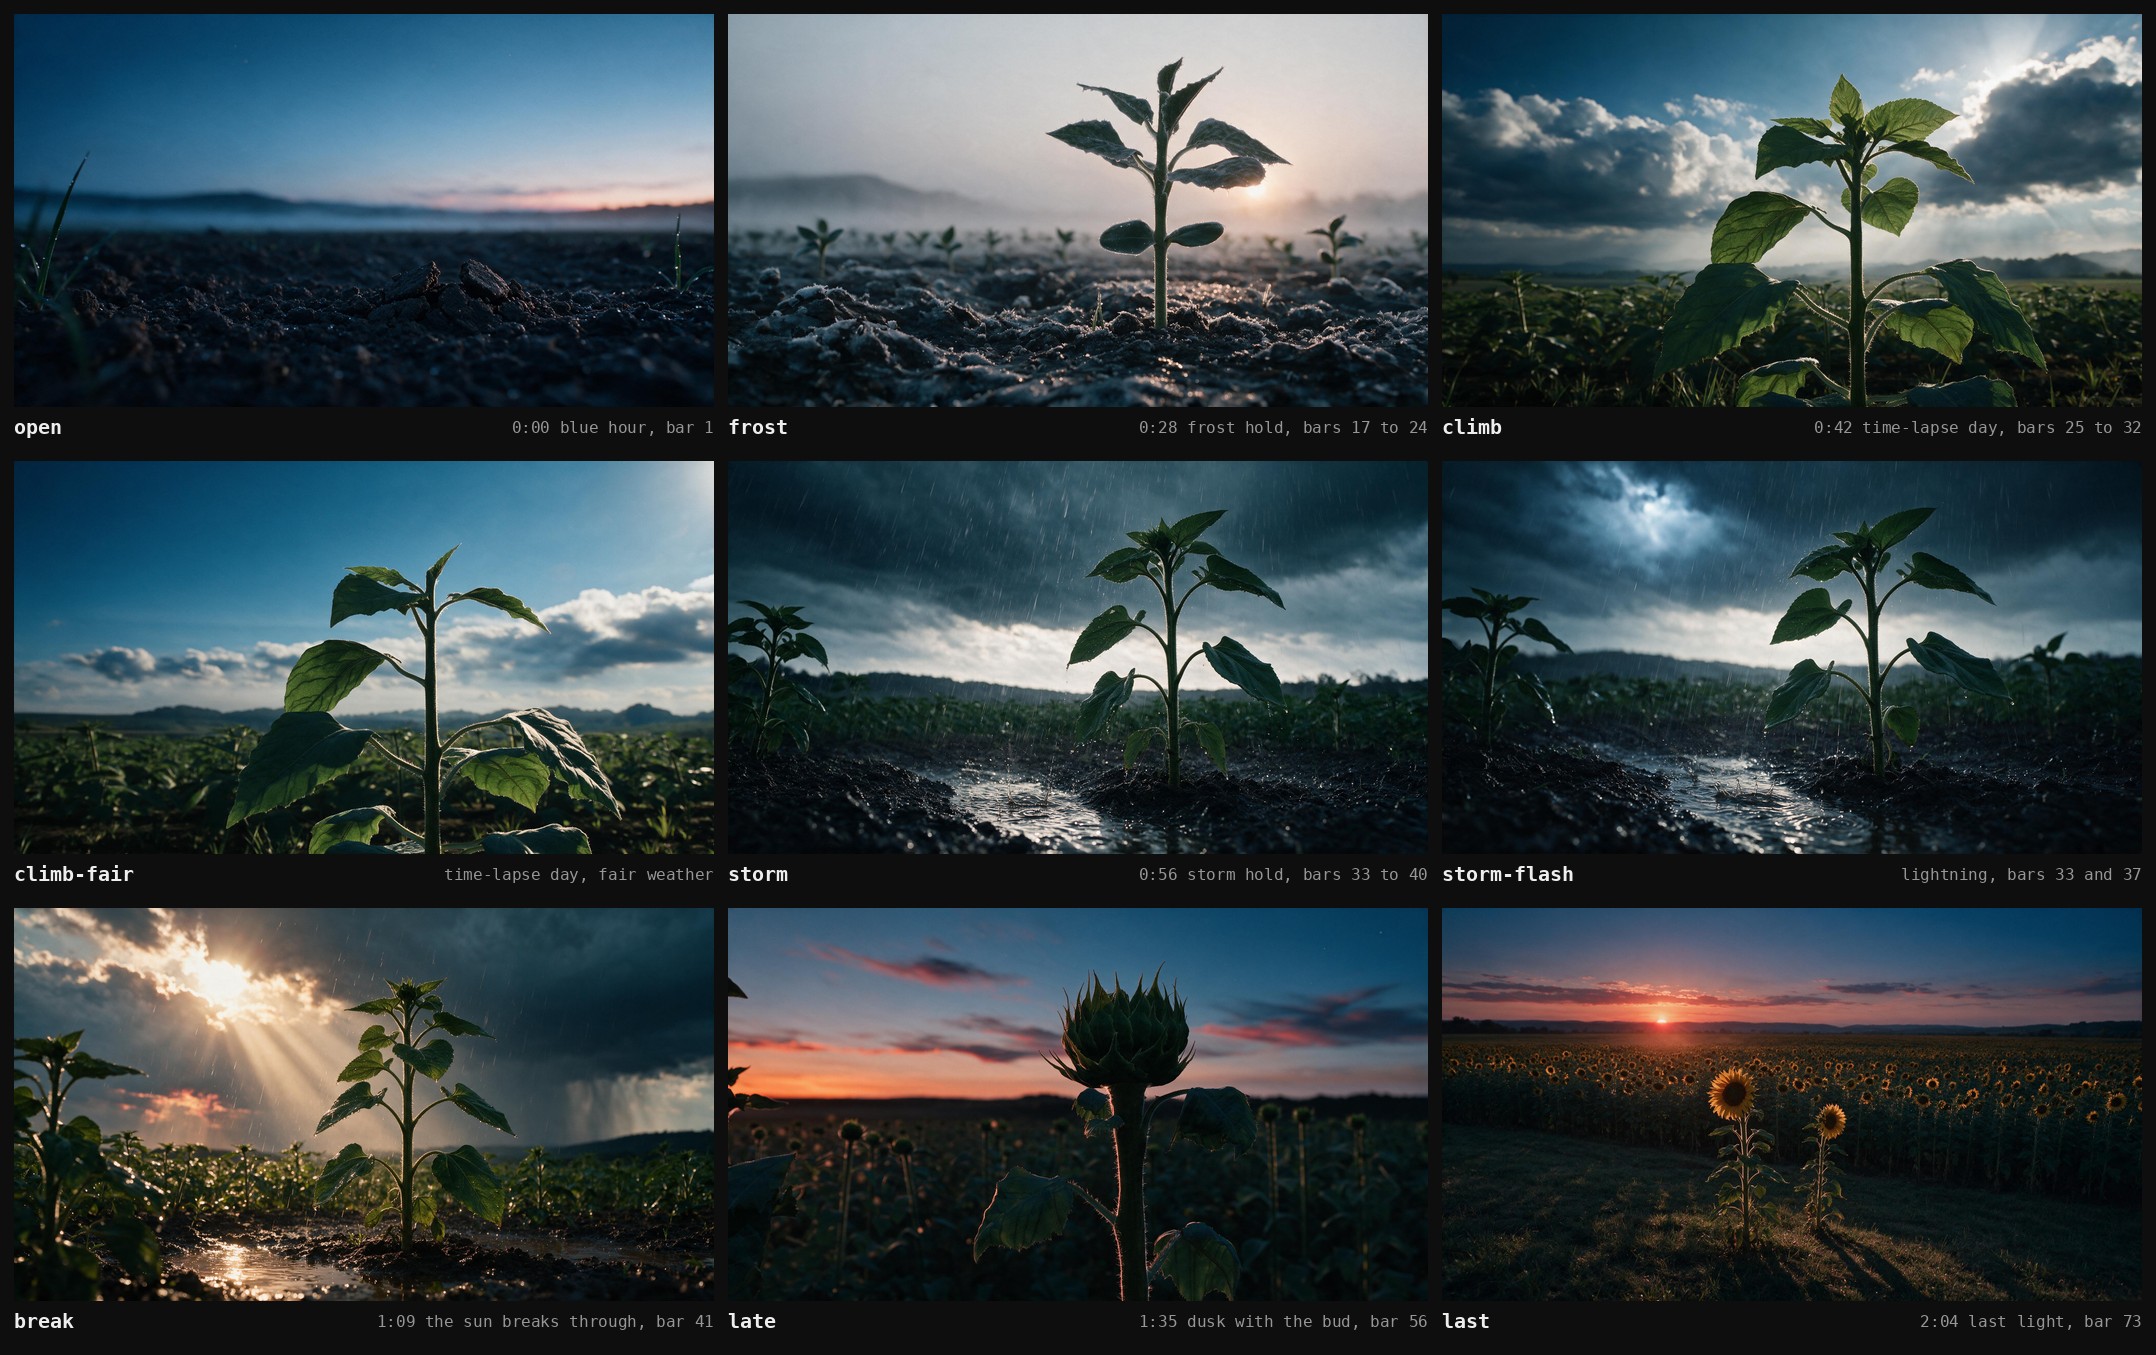 open 0:00 blue hour, bar 1
frost 0:28 frost hold, bars 17 to 24
climb 0:42 time-lapse day, bars 25 to 32
climb-fair time-lapse day, fair weather
storm 0:56 storm hold, bars 33 to 40
storm-flash lightning, bars 33 and 37
break 1:09 the sun breaks through, bar 41
late 1:35 dusk with the bud, bar 56
last 2:04 last light, bar 73